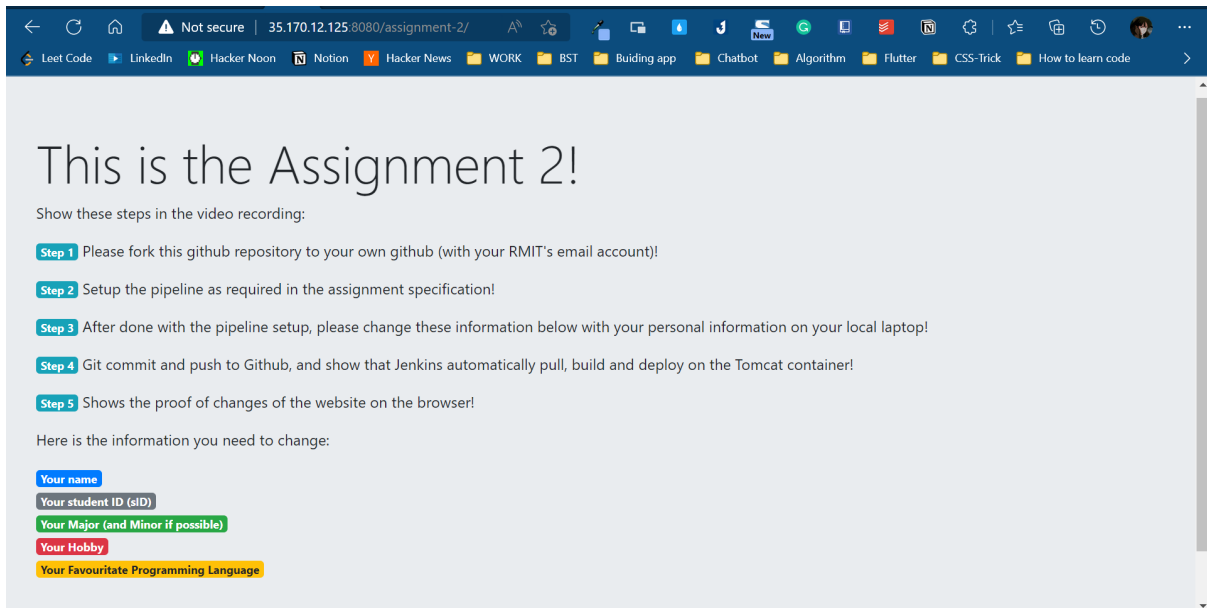 Not secure | 35.170.12.125:8080/assignment-2/
New
Leet Code LinkedIn Hacker Noon Notion Hacker News WORK BST Buiding app Chatbot Algorithm Flutter CSS-Trick How to learn code
This is the Assignment 2!
Show these steps in the video recording:
Step 1 Please fork this github repository to your own github (with your RMIT's email account)!
Step 2 Setup the pipeline as required in the assignment specification!
Step 3 After done with the pipeline setup, please change these information below with your personal information on your local laptop!
Step 4 Git commit and push to Github, and show that Jenkins automatically pull, build and deploy on the Tomcat container!
Step 5 Shows the proof of changes of the website on the browser!
Here is the information you need to change:
Your name
Your student ID (sID)
Your Major (and Minor if possible)
Your Hobby
Your Favouritate Programming Language